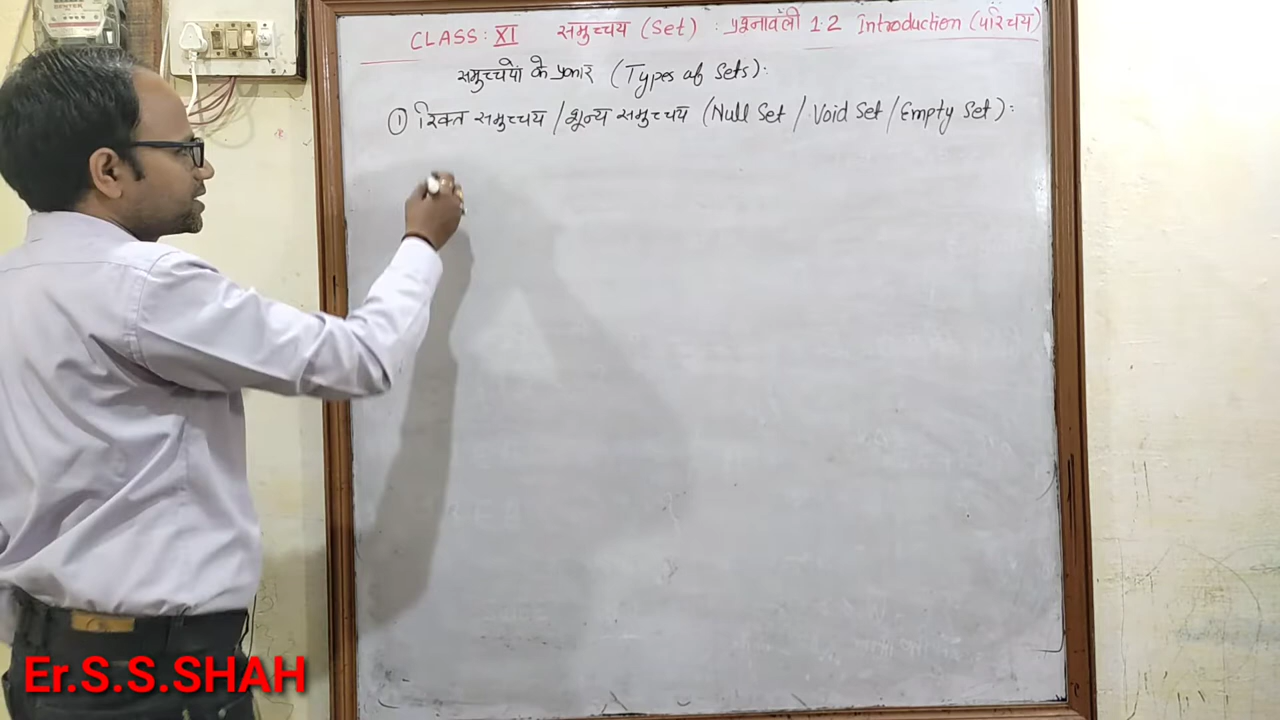 CLASS: XI समुच्चय (Set) : प्रश्नावली 1.2 Introduction (परिचय)
समुच्चयों के प्रकार (Types of Sets):
① रिक्त समुच्चय / शून्य समुच्चय (Null Set / Void Set / Empty Set):
Er.S.S.SHAH